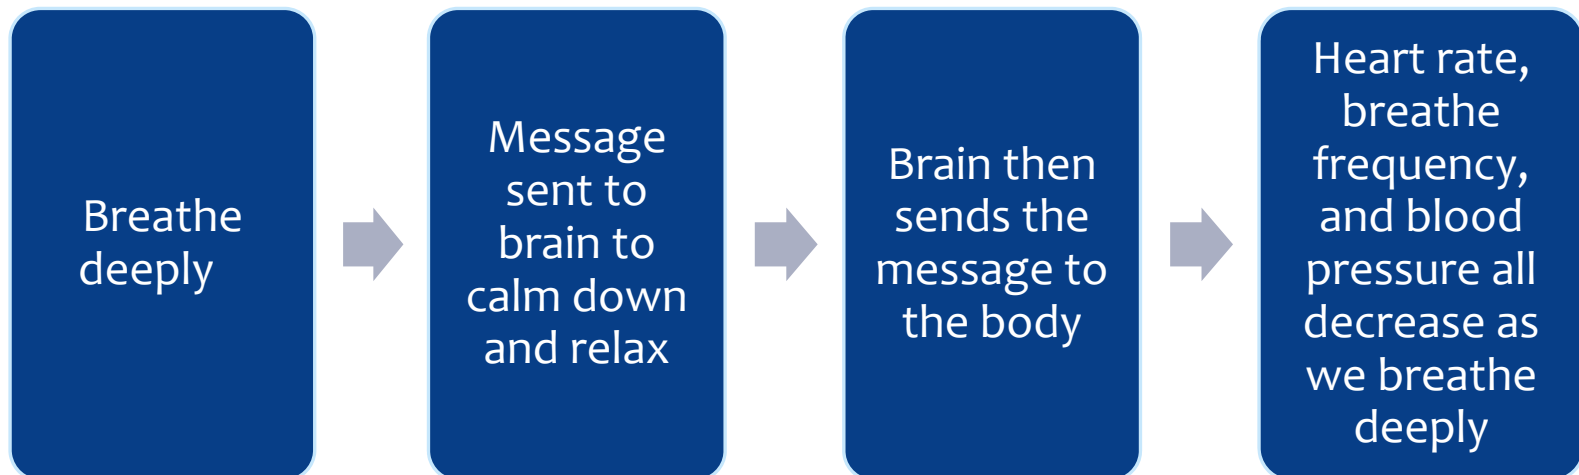 Breathe
deeply
Message
sent to
brain to
calm down
and relax
Brain then
sends the
message to
the body
Heart rate,
breathe
frequency,
and blood
pressure all
decrease as
we breathe
deeply